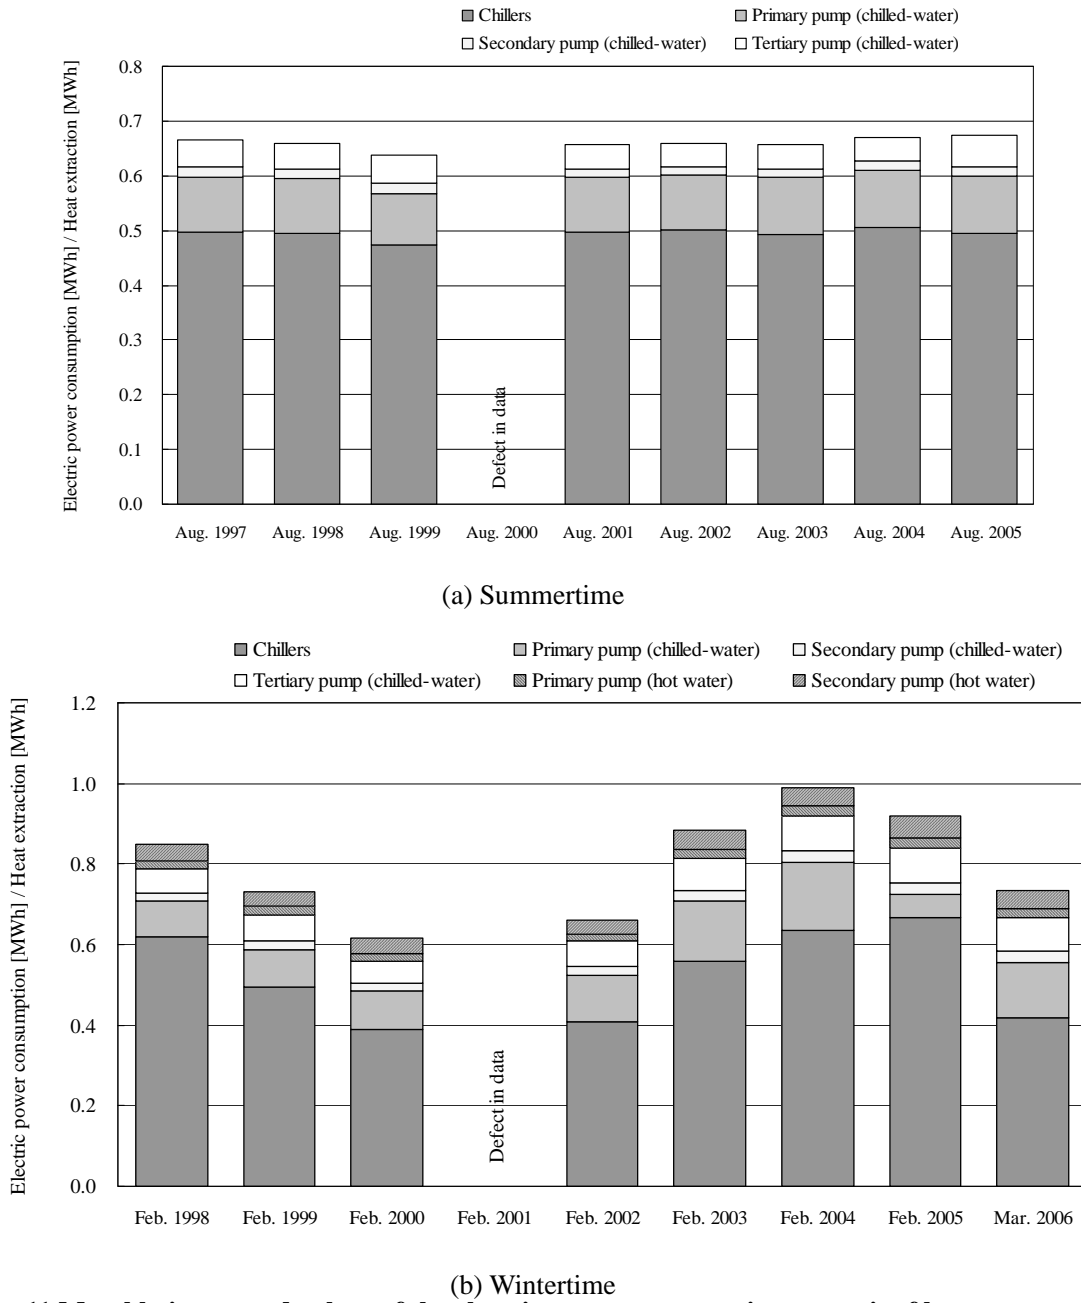 Chillers Primary pump (chilled-water)
Secondary pump (chilled-water) Tertiary pump (chilled-water)
Electric power consumption [MWh] / Heat extraction [MWh]
0.8
0.7
0.6
0.5
0.4
0.3
0.2
0.1
0.0
Defect in data
Aug. 1997 Aug. 1998 Aug. 1999 Aug. 2000 Aug. 2001 Aug. 2002 Aug. 2003 Aug. 2004 Aug. 2005
(a) Summertime
Chillers Primary pump (chilled-water) Secondary pump (chilled-water)
Tertiary pump (chilled-water) Primary pump (hot water) Secondary pump (hot water)
Electric power consumption [MWh] / Heat extraction [MWh]
1.2
1.0
0.8
0.6
0.4
0.2
0.0
Defect in data
Feb. 1998 Feb. 1999 Feb. 2000 Feb. 2001 Feb. 2002 Feb. 2003 Feb. 2004 Feb. 2005 Mar. 2006
(b) Wintertime